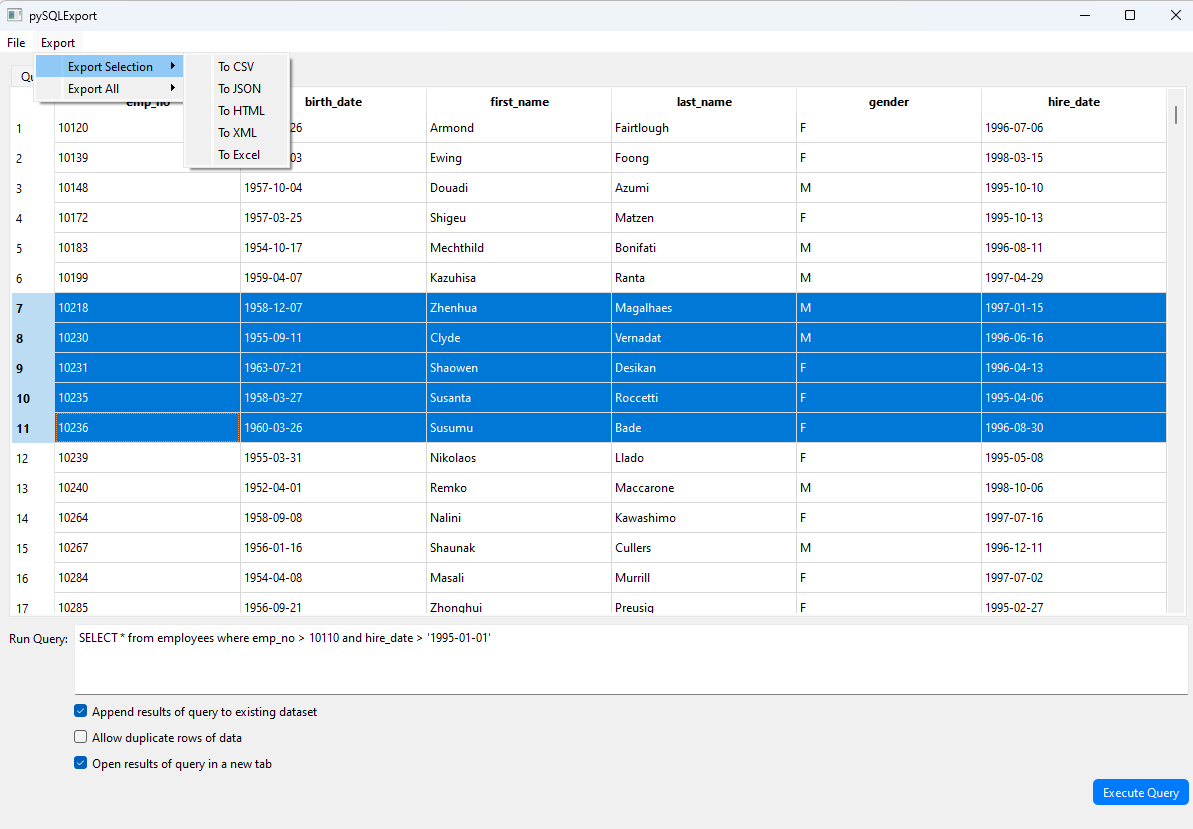 pySQLExport
File Export
Export Selection To CSV
Export All To JSON
To HTML
To XML
To Excel
emp_no birth_date first_name last_name gender hire_date
1 10120 26 Armond Fairtlough F 1996-07-06
2 10139 03 Ewing Foong F 1998-03-15
3 10148 1957-10-04 Douadi Azumi M 1995-10-10
4 10172 1957-03-25 Shigeu Matzen F 1995-10-13
5 10183 1954-10-17 Mechthild Bonifati M 1996-08-11
6 10199 1959-04-07 Kazuhisa Ranta M 1997-04-29
7 10218 1958-12-07 Zhenhua Magalhaes M 1997-01-15
8 10230 1955-09-11 Clyde Vernadat M 1996-06-16
9 10231 1963-07-21 Shaowen Desikan F 1996-04-13
10 10235 1958-03-27 Susanta Roccetti F 1995-04-06
11 10236 1960-03-26 Susumu Bade F 1996-08-30
12 10239 1955-03-31 Nikolaos Llado F 1995-05-08
13 10240 1952-04-01 Remko Maccarone M 1998-10-06
14 10264 1958-09-08 Nalini Kawashimo F 1997-07-16
15 10267 1956-01-16 Shaunak Cullers M 1996-12-11
16 10284 1954-04-08 Masali Murrill F 1997-07-02
17 10285 1956-09-21 Zhonghui Preusig F 1995-02-27
Run Query: SELECT * from employees where emp_no > 10110 and hire_date > '1995-01-01'
Append results of query to existing dataset
Allow duplicate rows of data
Open results of query in a new tab
Execute Query